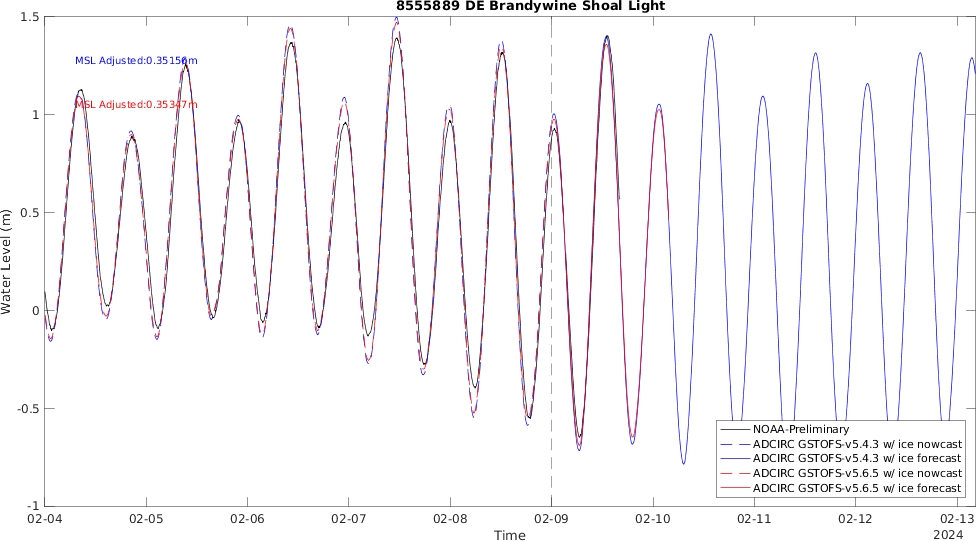 8555889 DE Brandywine Shoal Light
1.5
MSL Adjusted:0.35156m
MSL Adjusted:0.35347m
1
0.5
0
-0.5
-1
Water Level (m)
NOAA-Preliminary
ADCIRC GSTOFS-v5.4.3 w/ ice nowcast
ADCIRC GSTOFS-v5.4.3 w/ ice forecast
ADCIRC GSTOFS-v5.6.5 w/ ice nowcast
ADCIRC GSTOFS-v5.6.5 w/ ice forecast
02-04 02-05 02-06 02-07 02-08 02-09 02-10 02-11 02-12 02-13
Time
2024